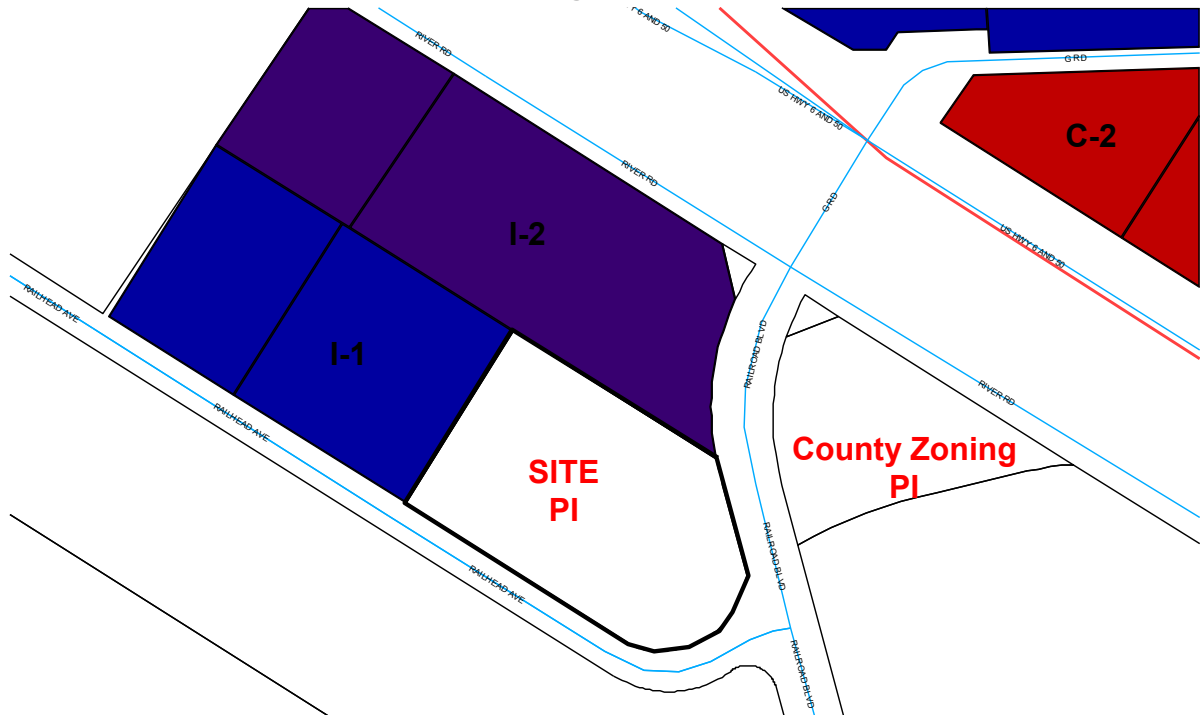 RIVER RD
Y 6 AND 50
US HWY 6 AND 50
G RD
C-2
RIVER RD
G RD
I-2
US HWY 6 AND 50
RAILHEAD AVE
RAILROAD BLVD
I-1
RIVER RD
RAILHEAD AVE
County Zoning
PI
SITE
PI
RAILROAD BLVD
RAILHEAD AVE
RAILROAD BLVD